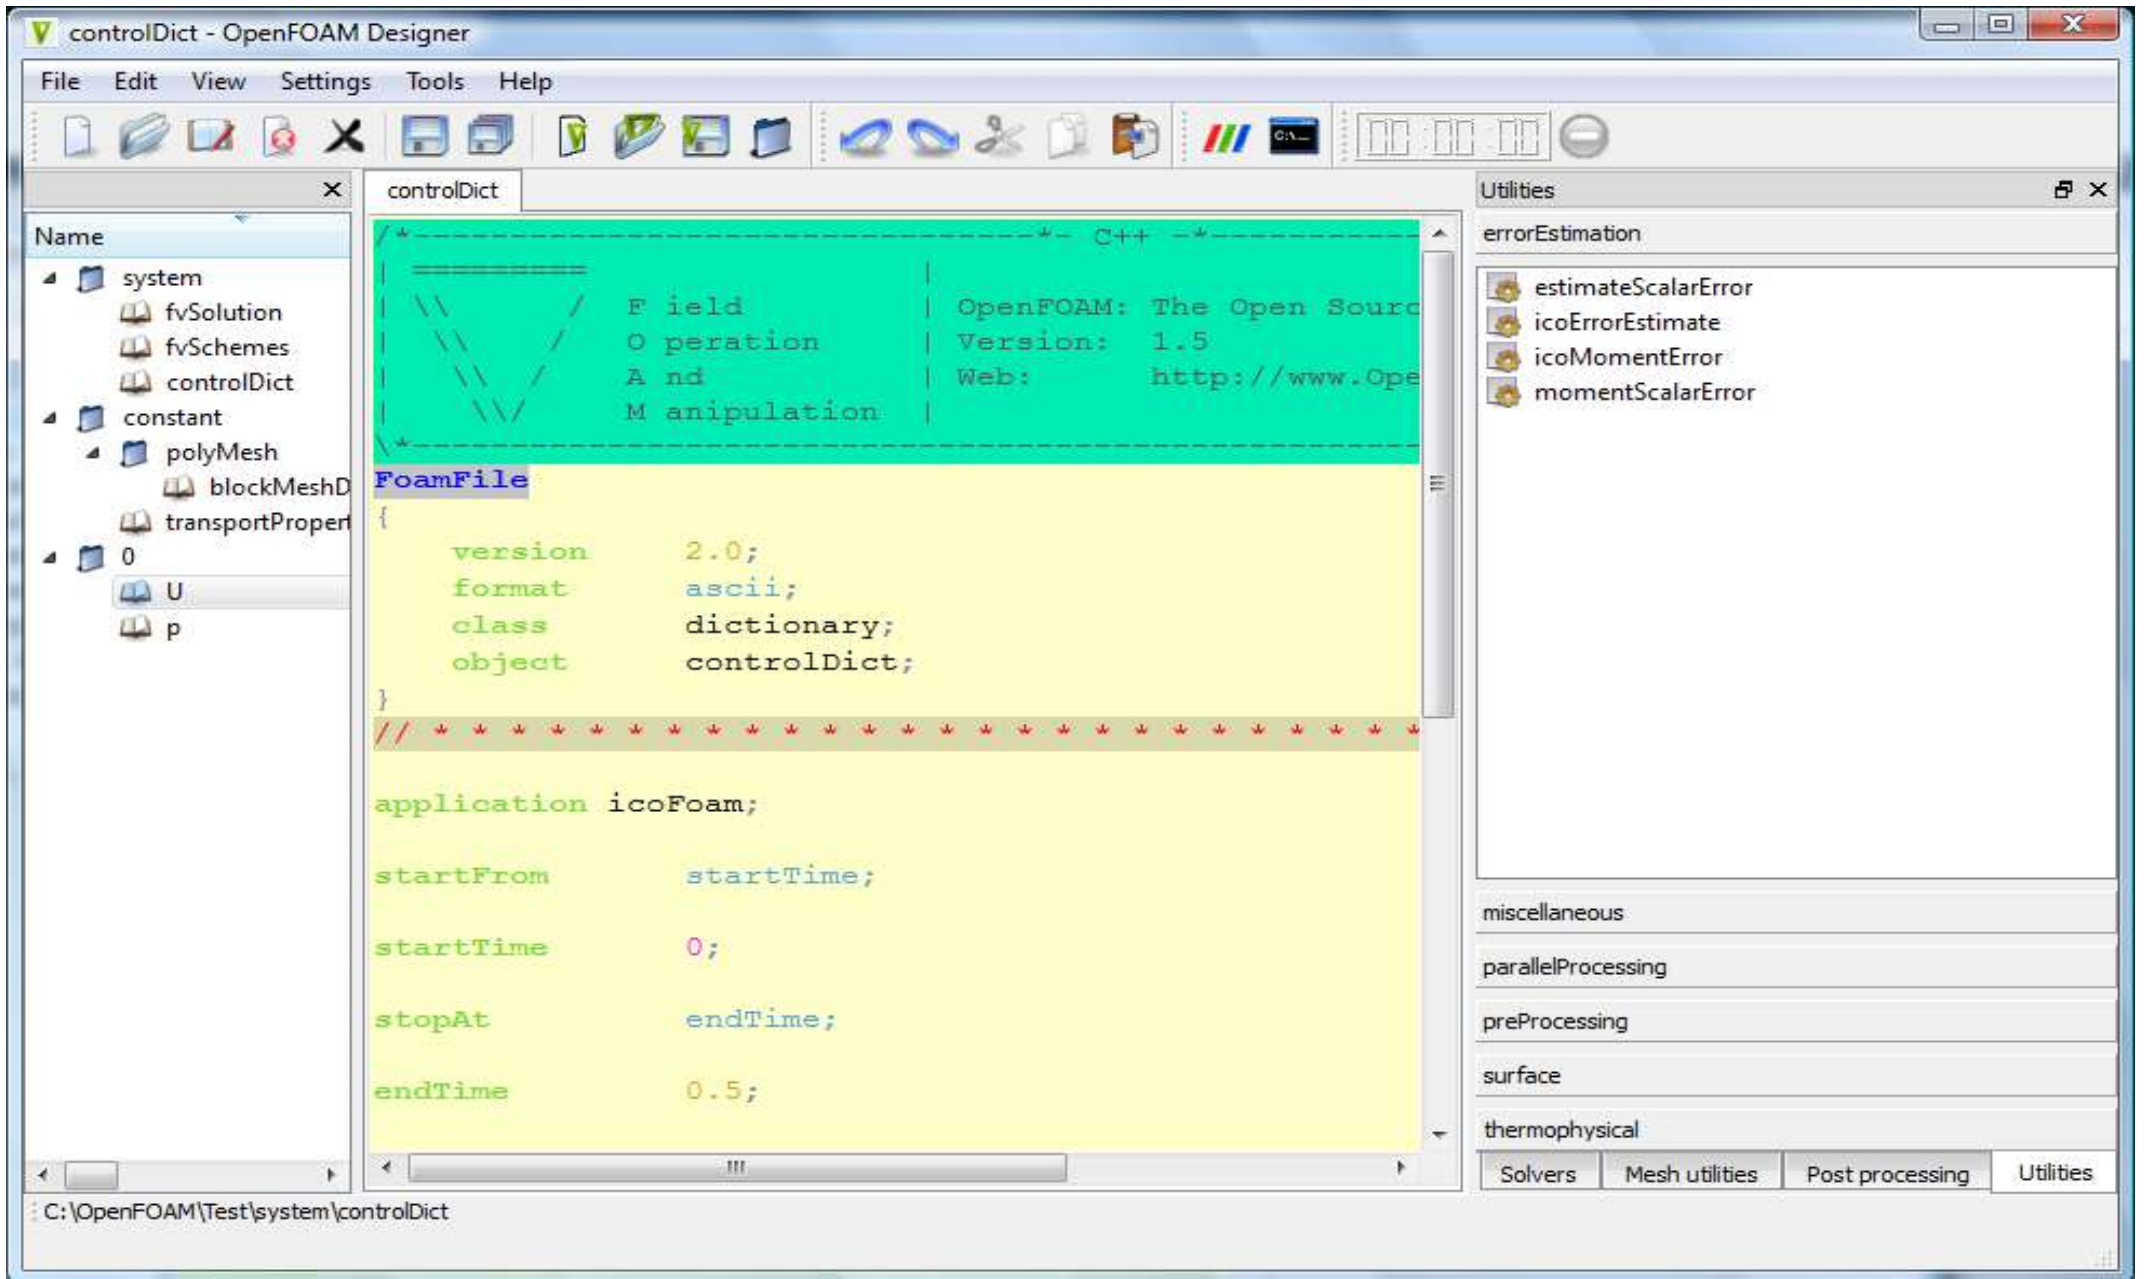 controlDict - OpenFOAM Designer
File Edit View Settings Tools Help
C:\_
00:00:00
controlDict
Name
system
fvSolution
fvSchemes
controlDict
constant
polyMesh
blockMeshD
transportPropert
0
U
p
/*---------------------------------*- C++ -*-----------
| ========= |
| \\ / F ield | OpenFOAM: The Open Sourc
| \\ / O peration | Version: 1.5
| \\ / A nd | Web: http://www.Ope
| \\/ M anipulation |
\*----------------------------------------------------
FoamFile
{
version 2.0;
format ascii;
class dictionary;
object controlDict;
}
// * * * * * * * * * * * * * * * * * * * * * * * * * *
application icoFoam;
startFrom startTime;
startTime 0;
stopAt endTime;
endTime 0.5;
Utilities
errorEstimation
estimateScalarError
icoErrorEstimate
icoMomentError
momentScalarError
miscellaneous
parallelProcessing
preProcessing
surface
thermophysical
Solvers Mesh utilities Post processing Utilities
C:\OpenFOAM\Test\system\controlDict